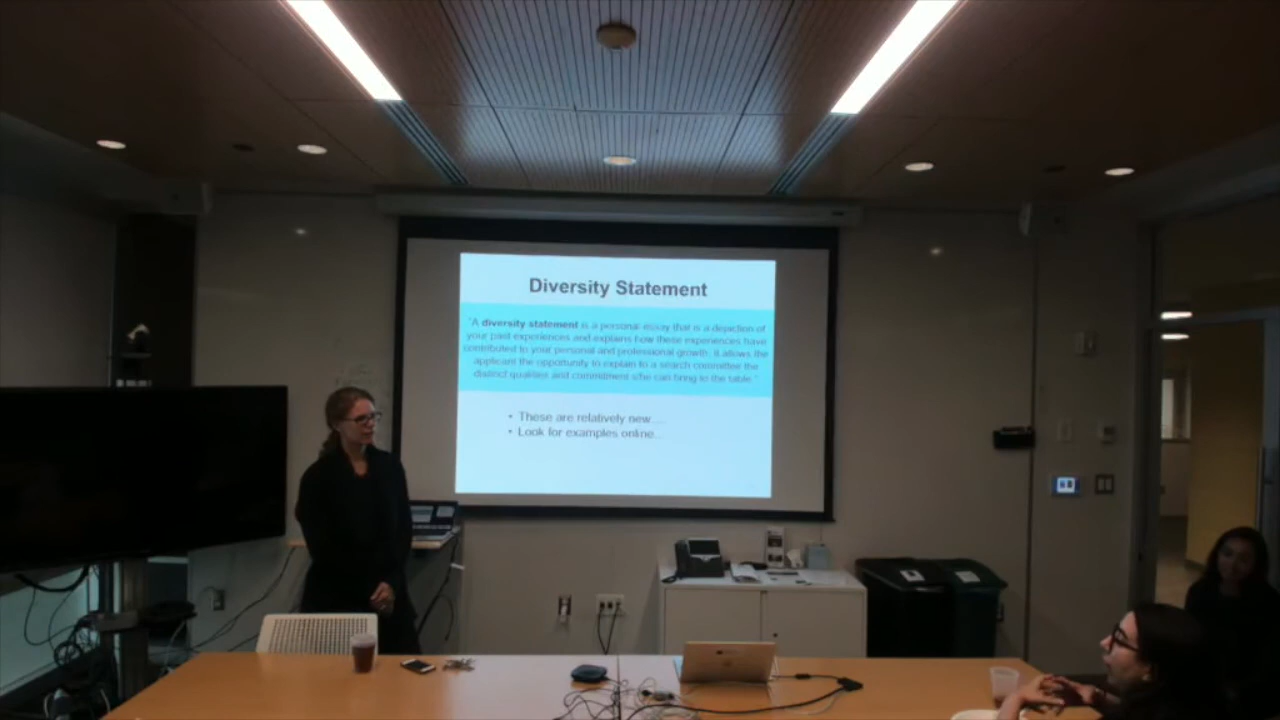 Diversity Statement
"A diversity statement is a personal essay that is a depiction of
your past experiences and explains how these experiences have
contributed to your personal and professional growth. It allows the
applicant the opportunity to explain to a search committee the
distinct qualities and commitment s/he can bring to the table."
• These are relatively new...
• Look for examples online...